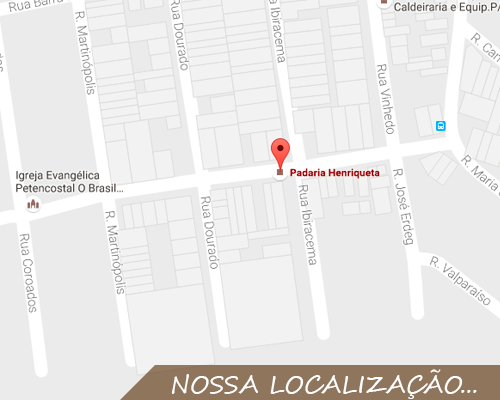 Rua Barra
Caldeiraria e Equip.P/
R. Martinópolis
Rua Dourado
Rua Ibiracema
Rua Vinhedo
R. Can
Padaria Henriqueta
Igreja Evangélica
Petencostal O Brasil...
R. Maria
Rua Coroados
R. Martinópolis
Rua Dourado
Rua Ibiracema
R. José Erdeg
R. Valparaíso
NOSSA LOCALIZAÇÃO...